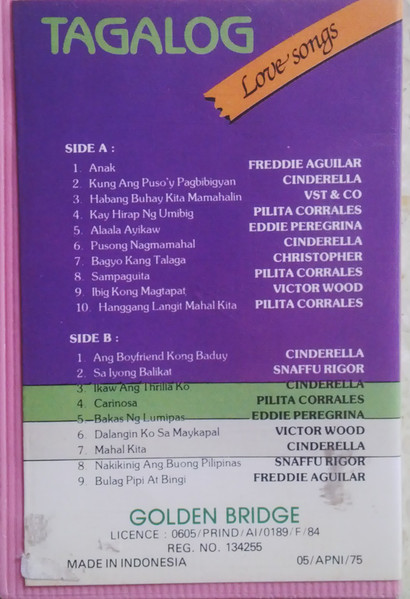 TAGALOG
Love songs
SIDE A :
1. Anak FREDDIE AGUILAR
2. Kung Ang Puso'y Pagbibigyan CINDERELLA
3. Habang Buhay Kita Mamahalin VST & CO
4. Kay Hirap Ng Umibig PILITA CORRALES
5. Alaala Ayikaw EDDIE PEREGRINA
6. Pusong Nagmamahal CINDERELLA
7. Bagyo Kang Talaga CHRISTOPHER
8. Sampaguita PILITA CORRALES
9. Ibig Kong Magtapat VICTOR WOOD
10. Hanggang Langit Mahal Kita PILITA CORRALES
SIDE B :
1. Ang Boyfriend Kong Baduy CINDERELLA
2. Sa Iyong Balikat SNAFFU RIGOR
3. Ikaw Ang Thrilla Ko CINDERELLA
4. Carinosa PILITA CORRALES
5. Bakas Ng Lumipas EDDIE PEREGRINA
6. Dalangin Ko Sa Maykapal VICTOR WOOD
7. Mahal Kita CINDERELLA
8. Nakikinig Ang Buong Pilipinas SNAFFU RIGOR
9. Bulag Pipi At Bingi FREDDIE AGUILAR
GOLDEN BRIDGE
LICENCE : 0605/PRIND/AI/0189/F/84
REG. NO. 134255
MADE IN INDONESIA 05/APNI/75